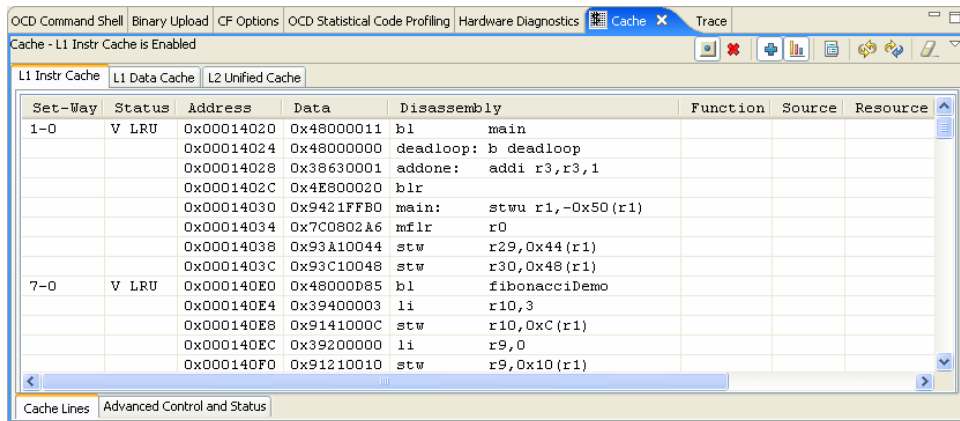 OCD Command Shell Binary Upload CF Options OCD Statistical Code Profiling Hardware Diagnostics Cache Trace
Cache - L1 Instr Cache is Enabled
L1 Instr Cache L1 Data Cache L2 Unified Cache
Set-Way Status Address Data Disassembly Function Source Resource
1-0 V LRU 0x00014020 0x48000011 bl main
0x00014024 0x48000000 deadloop: b deadloop
0x00014028 0x38630001 addone: addi r3,r3,1
0x0001402C 0x4E800020 blr
0x00014030 0x9421FFB0 main: stwu r1,-0x50(r1)
0x00014034 0x7C0802A6 mflr r0
0x00014038 0x93A10044 stw r29,0x44(r1)
0x0001403C 0x93C10048 stw r30,0x48(r1)
7-0 V LRU 0x000140E0 0x48000D85 bl fibonacciDemo
0x000140E4 0x39400003 li r10,3
0x000140E8 0x9141000C stw r10,0xC(r1)
0x000140EC 0x39200000 li r9,0
0x000140F0 0x91210010 stw r9,0x10(r1)
Cache Lines Advanced Control and Status